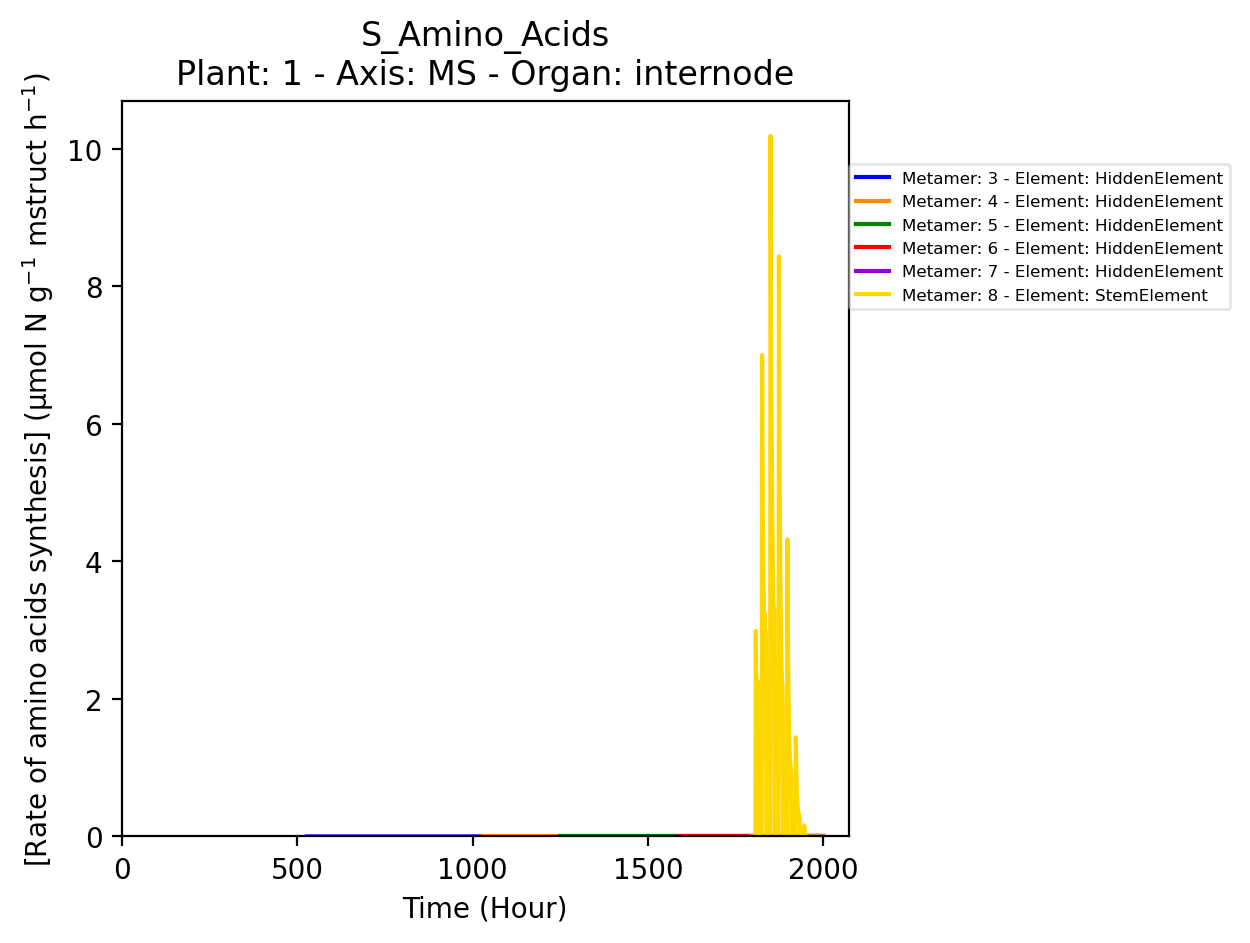 S_Amino_Acids
Plant: 1 - Axis: MS - Organ: internode
[Rate of amino acids synthesis] (µmol N g⁻¹ mstruct h⁻¹)
10
8
6
4
2
0
0 500 1000 1500 2000
Time (Hour)
Metamer: 3 - Element: HiddenElement
Metamer: 4 - Element: HiddenElement
Metamer: 5 - Element: HiddenElement
Metamer: 6 - Element: HiddenElement
Metamer: 7 - Element: HiddenElement
Metamer: 8 - Element: StemElement